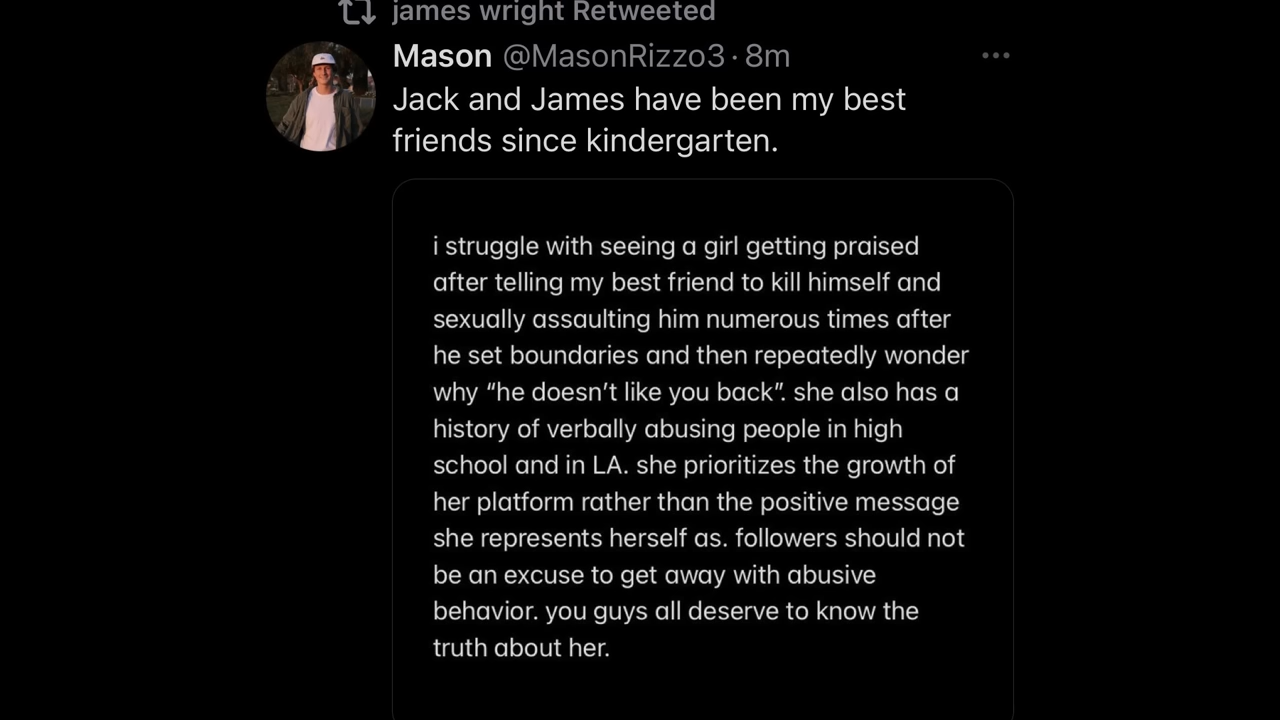 james wright Retweeted
Mason @MasonRizzo3 · 8m
Jack and James have been my best
friends since kindergarten.
i struggle with seeing a girl getting praised
after telling my best friend to kill himself and
sexually assaulting him numerous times after
he set boundaries and then repeatedly wonder
why “he doesn’t like you back”. she also has a
history of verbally abusing people in high
school and in LA. she prioritizes the growth of
her platform rather than the positive message
she represents herself as. followers should not
be an excuse to get away with abusive
behavior. you guys all deserve to know the
truth about her.